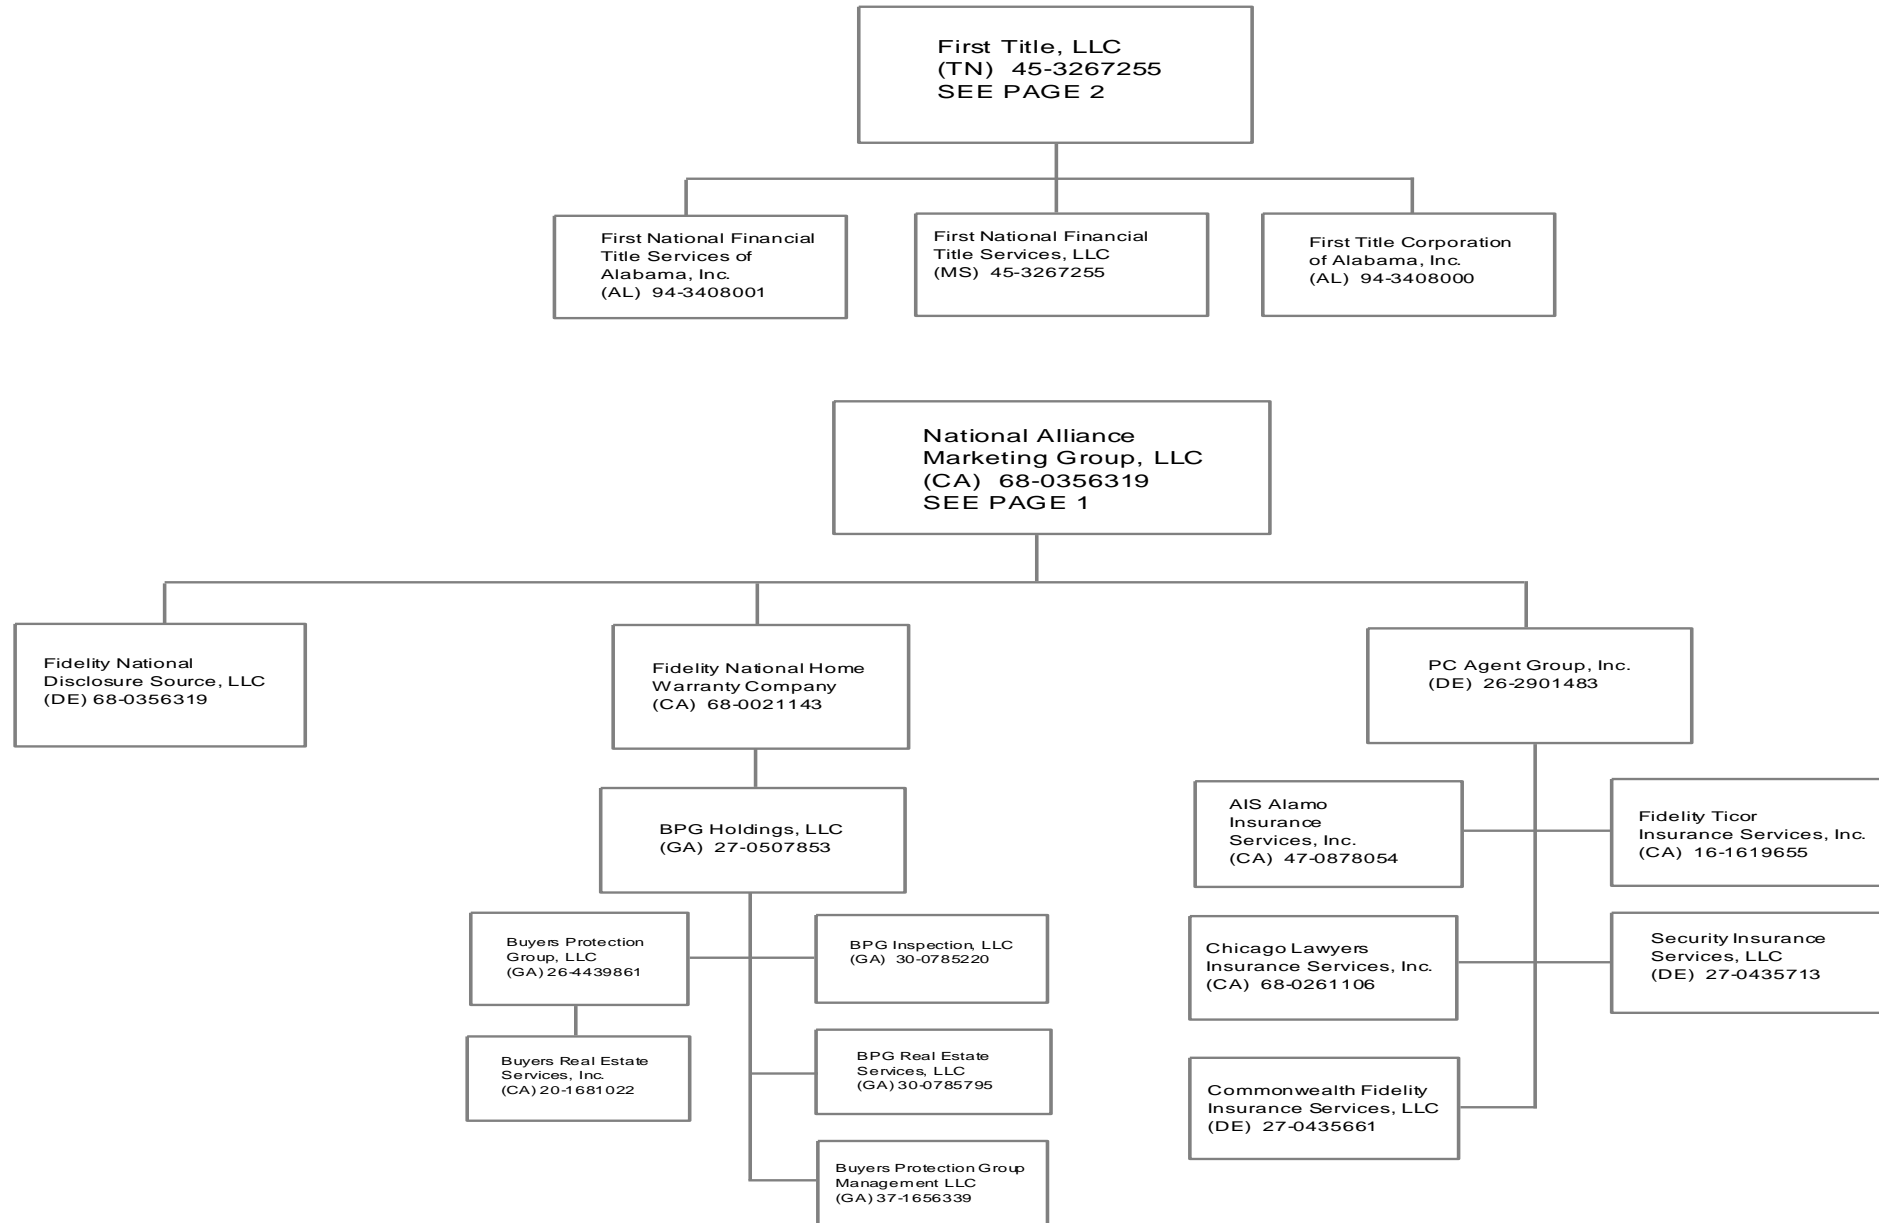 First Title, LLC
(TN) 45-3267255
SEE PAGE 2
First National Financial
Title Services of
Alabama, Inc.
(AL) 94-3408001
First National Financial
Title Services, LLC
(MS) 45-3267255
First Title Corporation
of Alabama, Inc.
(AL) 94-3408000
National Alliance
Marketing Group, LLC
(CA) 68-0356319
SEE PAGE 1
Fidelity National
Disclosure Source, LLC
(DE) 68-0356319
Fidelity National Home
Warranty Company
(CA) 68-0021143
PC Agent Group, Inc.
(DE) 26-2901483
BPG Holdings, LLC
(GA) 27-0507853
AIS Alamo
Insurance
Services, Inc.
(CA) 47-0878054
Fidelity Ticor
Insurance Services, Inc.
(CA) 16-1619655
Buyers Protection
Group, LLC
(GA) 26-4439861
BPG Inspection, LLC
(GA) 30-0785220
Chicago Lawyers
Insurance Services, Inc.
(CA) 68-0261106
Security Insurance
Services, LLC
(DE) 27-0435713
Buyers Real Estate
Services, Inc.
(CA) 20-1681022
BPG Real Estate
Services, LLC
(GA) 30-0785795
Commonwealth Fidelity
Insurance Services, LLC
(DE) 27-0435661
Buyers Protection Group
Management LLC
(GA) 37-1656339